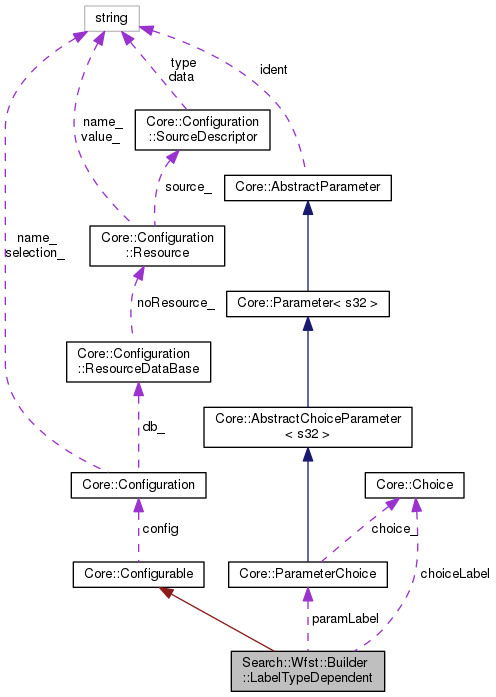 string
type
data
ident
name_
value_
Core::Configuration
::SourceDescriptor
source_
Core::AbstractParameter
name_
selection_
Core::Configuration
::Resource
noResource_
Core::Parameter< s32 >
Core::Configuration
::ResourceDataBase
db_
Core::AbstractChoiceParameter
< s32 >
Core::Configuration
Core::Choice
config
choice_
Core::Configurable
Core::ParameterChoice
choiceLabel
paramLabel
Search::Wfst::Builder
::LabelTypeDependent